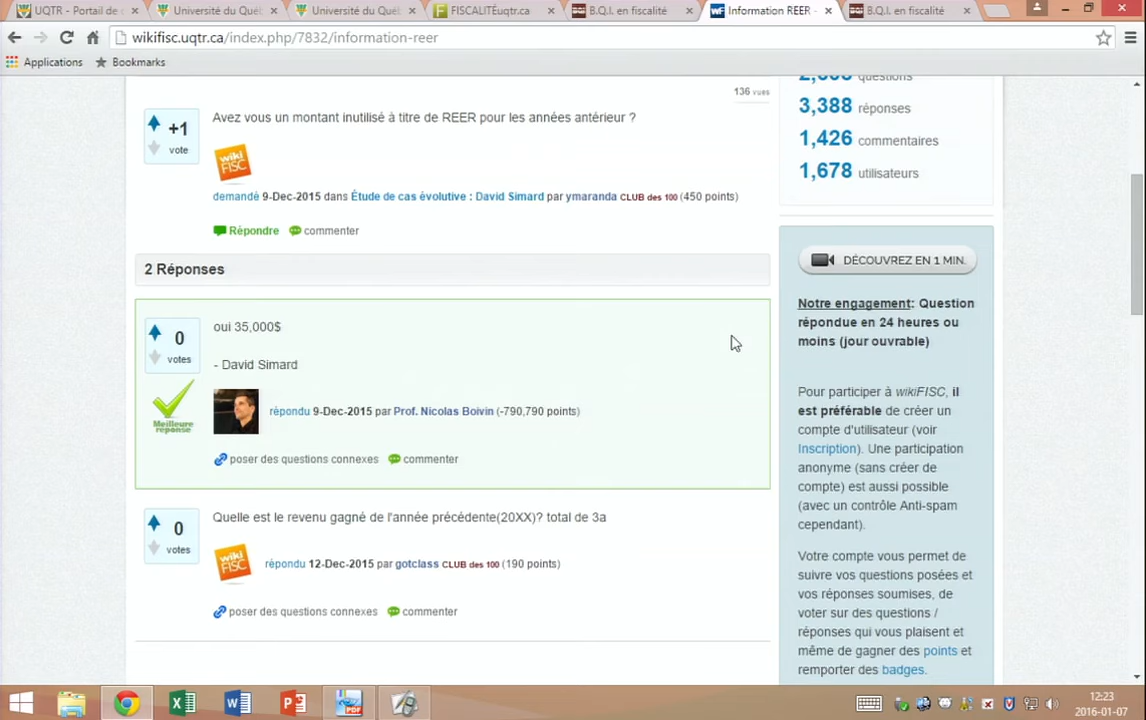 UQTR - Portail de
Université du Qué
Université du Qué
FISCALITÉuqtr.ca
B.Q.I. en fiscalité
Information REER -
B.Q.I. en fiscalité
wikifisc.uqtr.ca/index.php/7832/information-reer
Applications
Bookmarks
questions
3,388 réponses
1,426 commentaires
1,678 utilisateurs
136 vues
+1
vote
Avez vous un montant inutilisé à titre de REER pour les années antérieur ?
wiki
FISC
demandé 9-Dec-2015 dans Étude de cas évolutive : David Simard par ymaranda CLUB des 100 (450 points)
Rèpondre commenter
2 Réponses
0
votes
oui 35,000$
- David Simard
Meilleure
réponse
répondu 9-Dec-2015 par Prof. Nicolas Boivin (-790,790 points)
poser des questions connexes commenter
0
votes
Quelle est le revenu gagné de l'année précédente(20XX)? total de 3a
wiki
FISC
répondu 12-Dec-2015 par gotclass CLUB des 100 (190 points)
poser des questions connexes commenter
DÉCOUVREZ EN 1 MIN.
Notre engagement: Question
répondue en 24 heures ou
moins (jour ouvrable)
Pour participer à wikiFISC, il
est préférable de créer un
compte d'utilisateur (voir
Inscription). Une participation
anonyme (sans créer de
compte) est aussi possible
(avec un contrôle Anti-spam
cependant).
Votre compte vous permet de
suivre vos questions posées et
vos réponses soumises, de
voter sur des questions /
réponses qui vous plaisent et
même de gagner des points et
remporter des badges.
12:23
2016-01-07